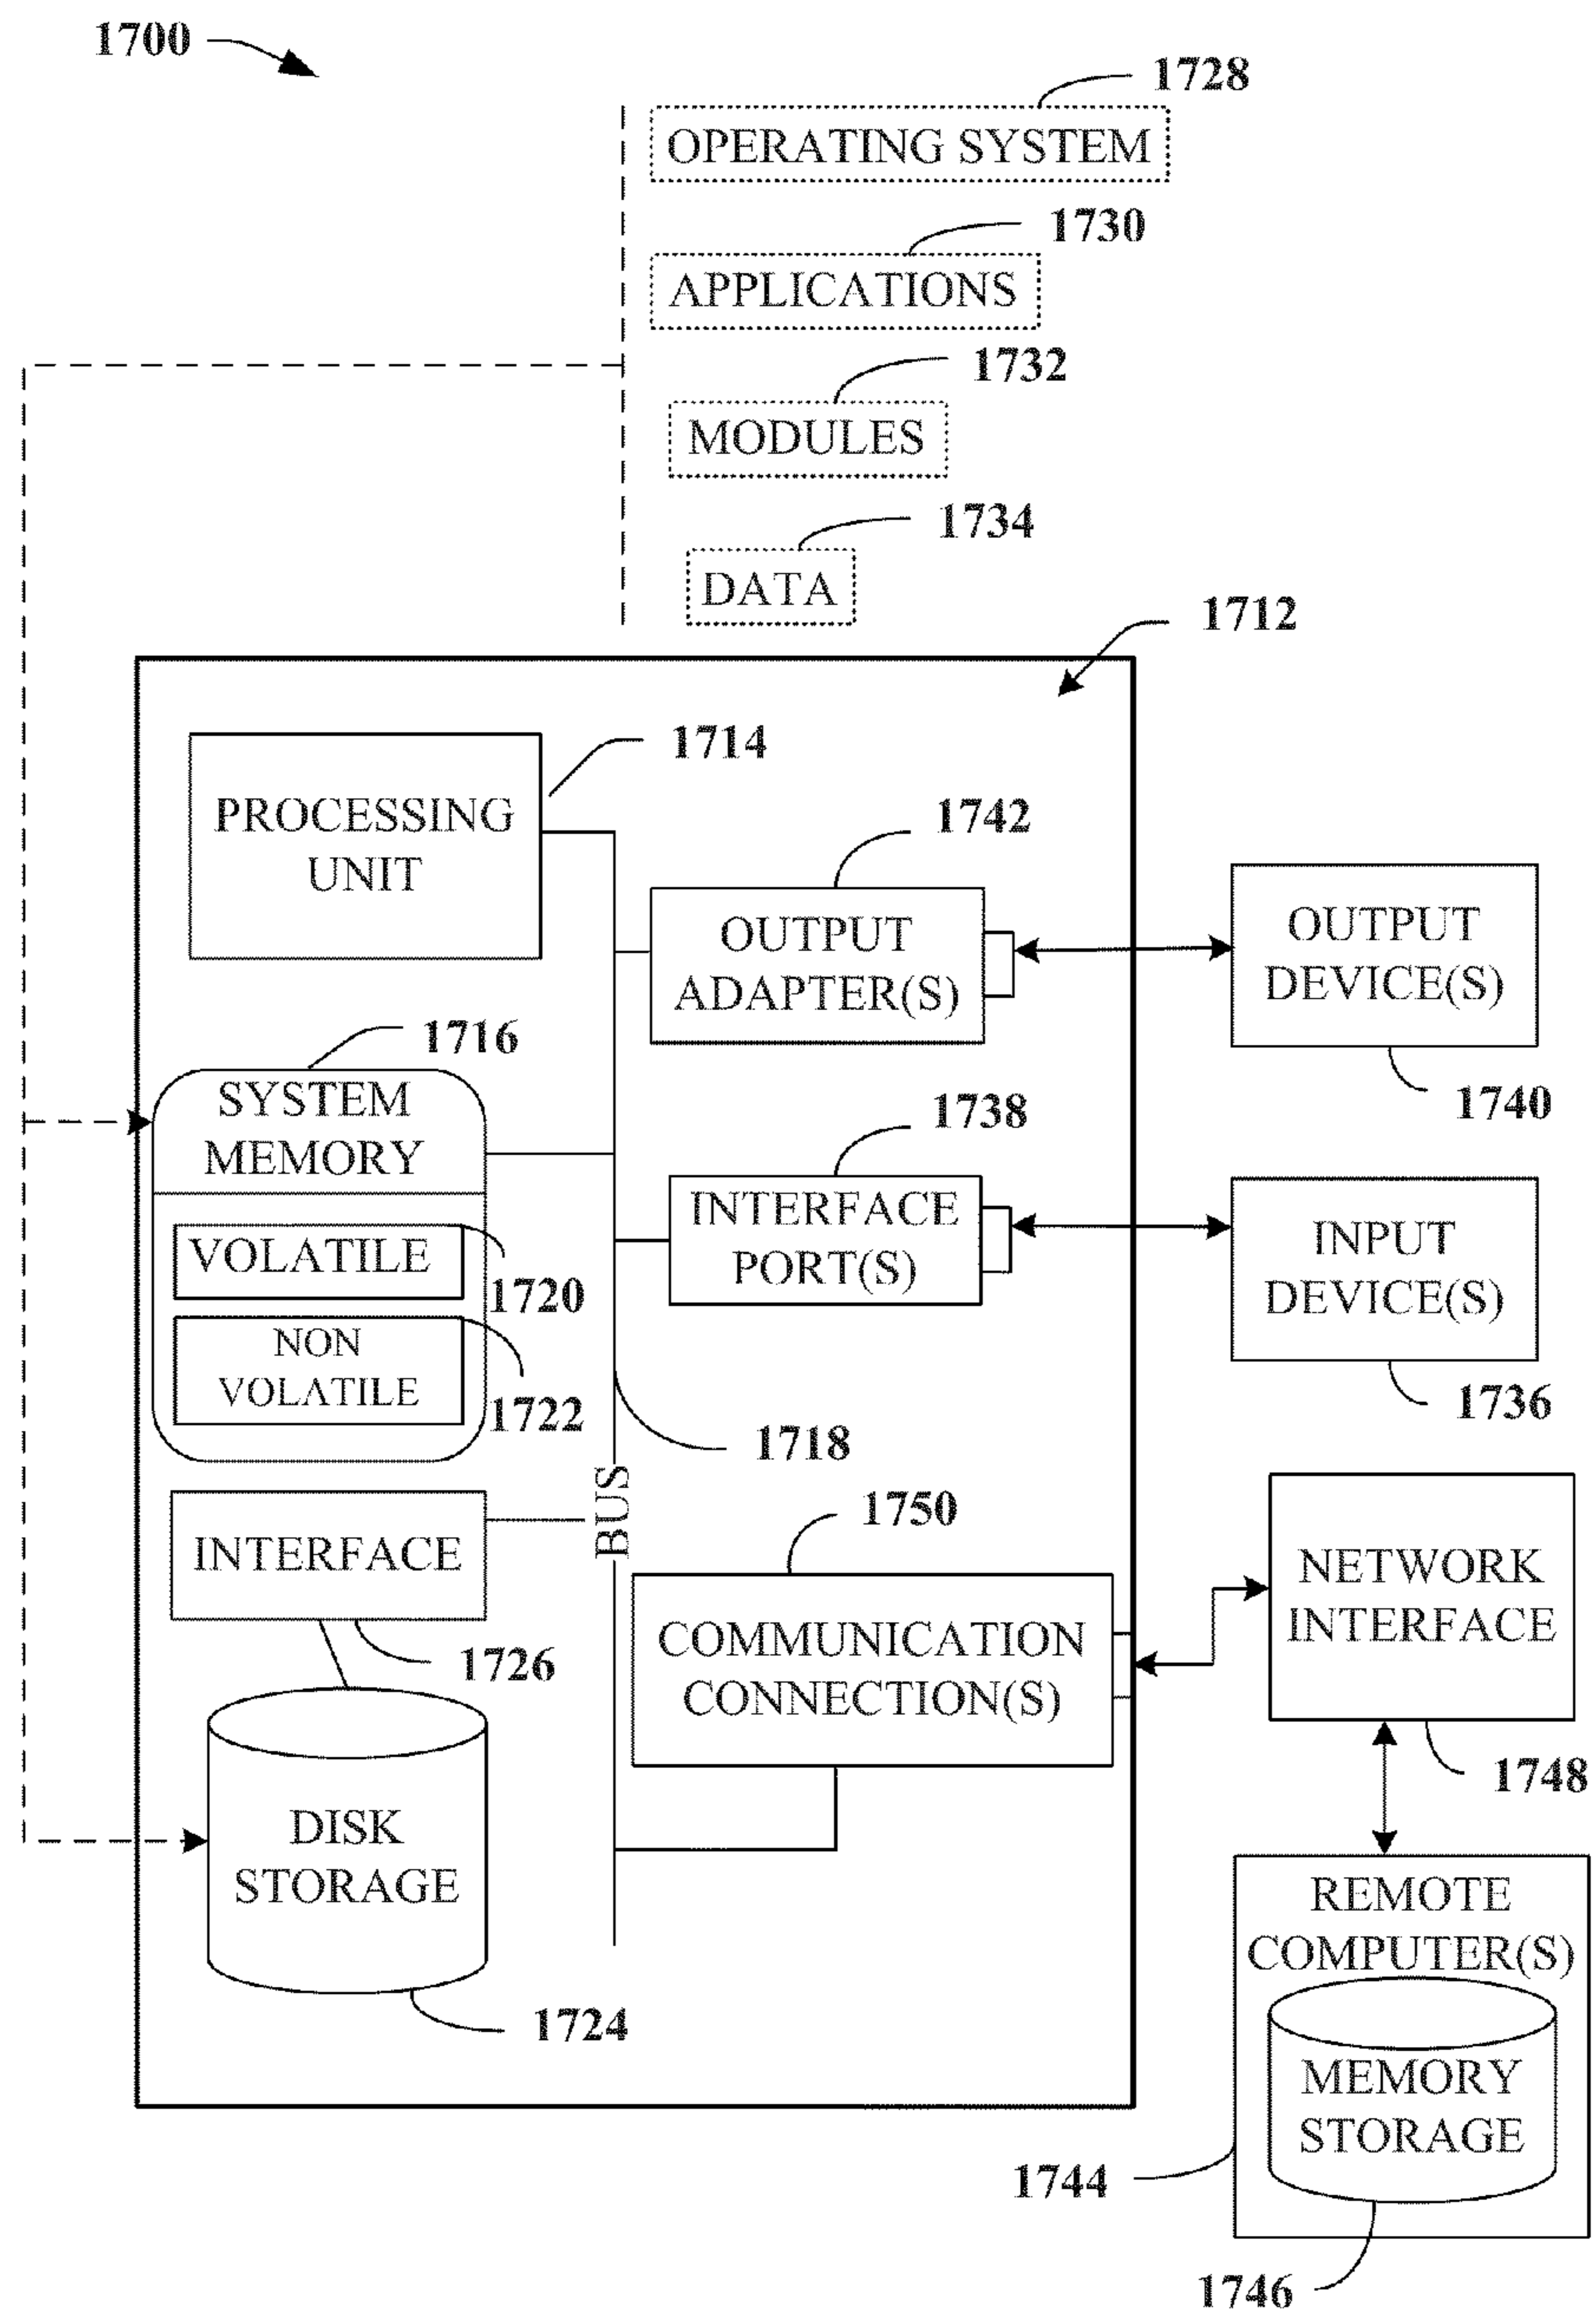 1700
1728
OPERATING SYSTEM
1730
APPLICATIONS
1732
MODULES
1734
DATA
1712
1714
PROCESSING
UNIT
1742
OUTPUT
ADAPTER(S)
OUTPUT
DEVICE(S)
1740
1716
SYSTEM
MEMORY
VOLATILE
1720
NON
VOLATILE
1722
1738
INTERFACE
PORT(S)
INPUT
DEVICE(S)
1736
1718
BUS
INTERFACE
1726
1750
COMMUNICATION
CONNECTION(S)
NETWORK
INTERFACE
1748
DISK
STORAGE
1724
REMOTE
COMPUTER(S)
MEMORY
STORAGE
1744
1746